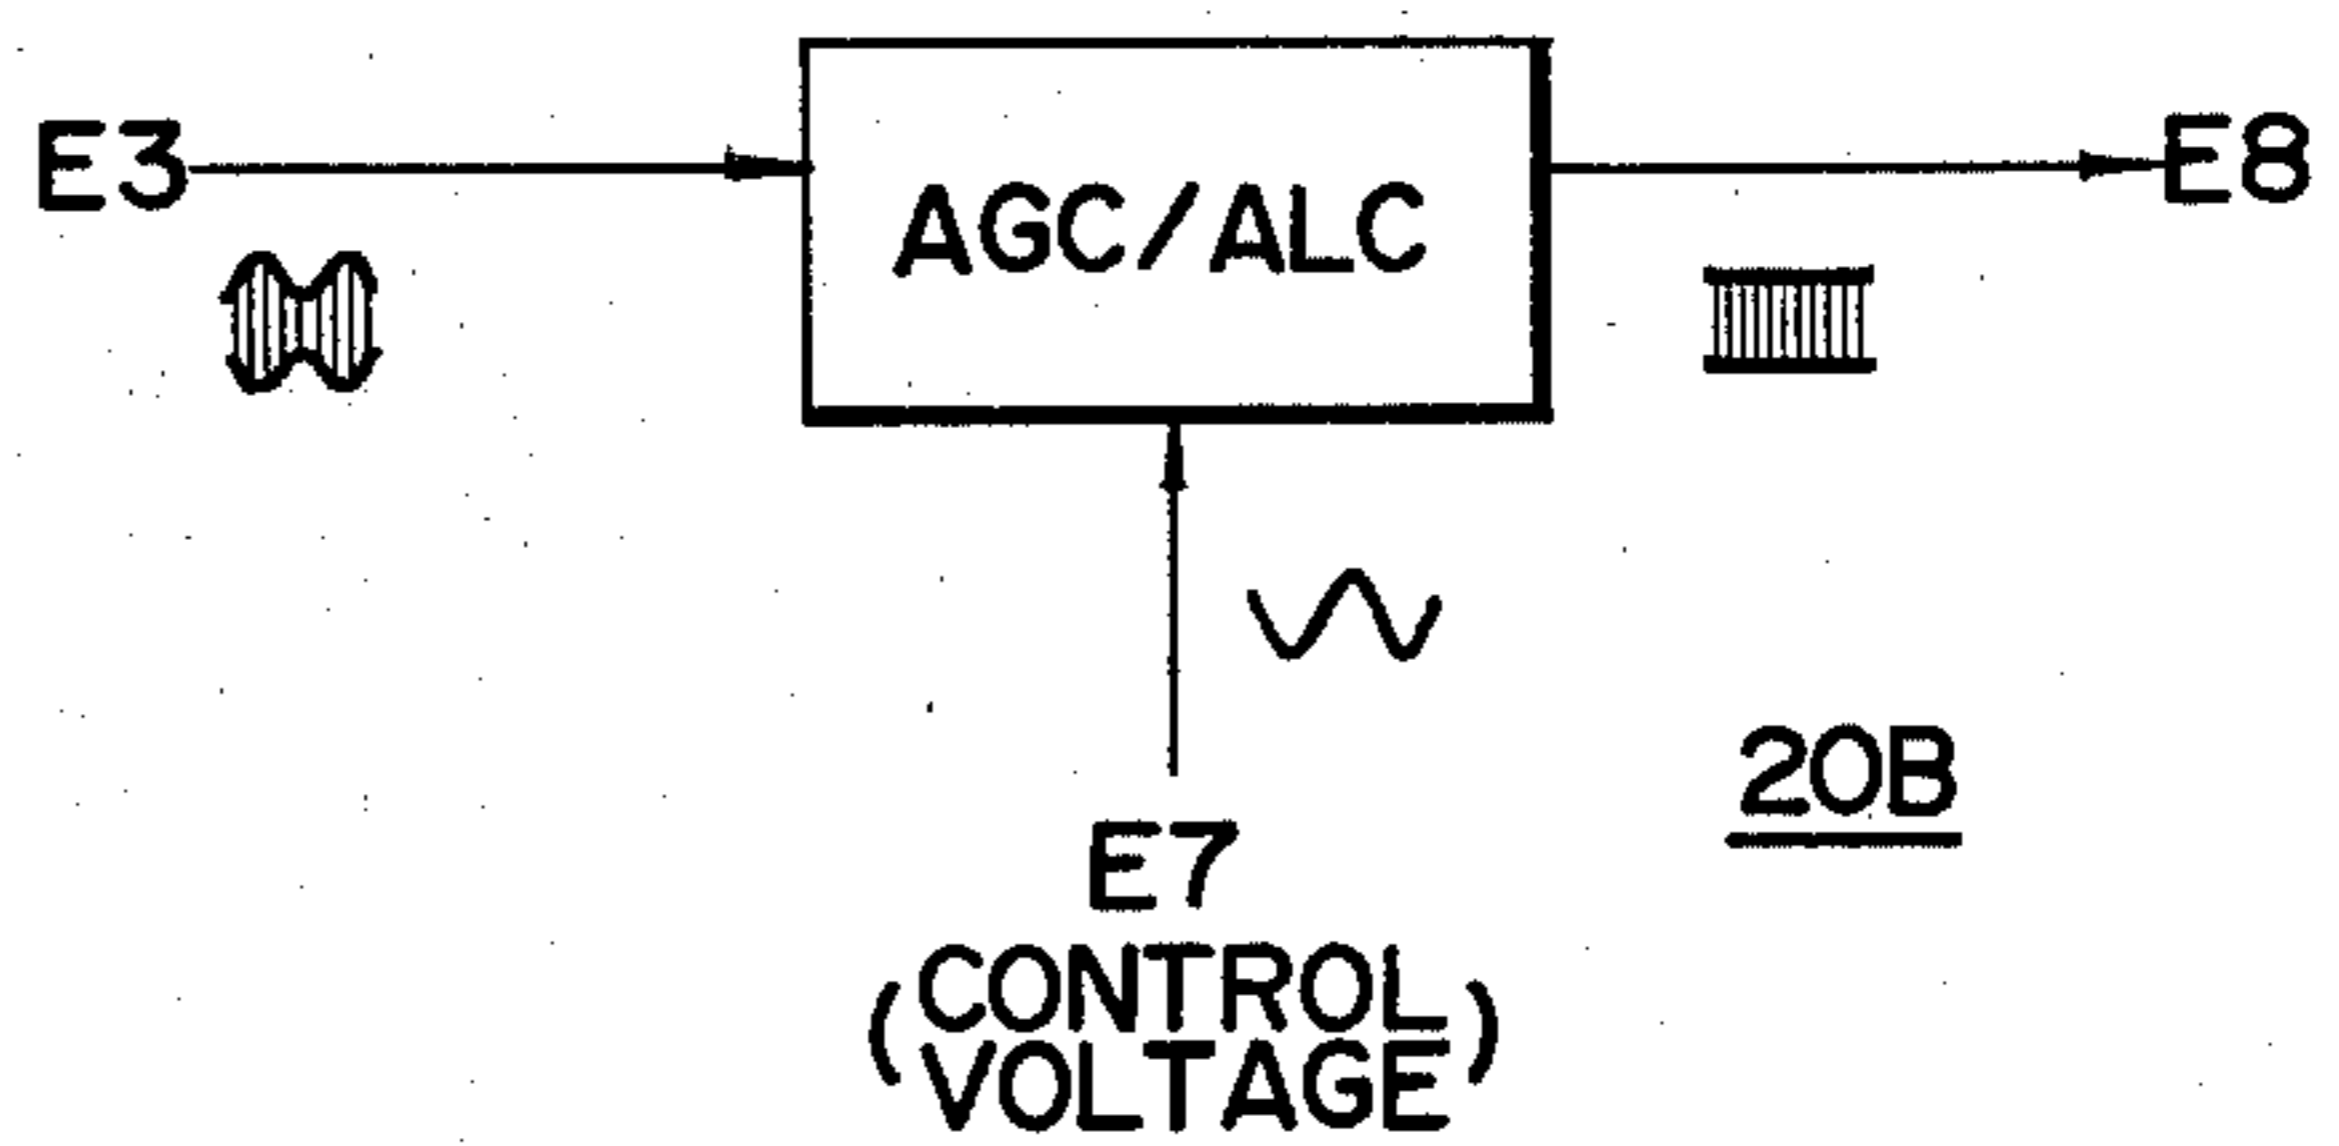 E3
AGC/ALC
E8
E7
(CONTROL
VOLTAGE)
20B